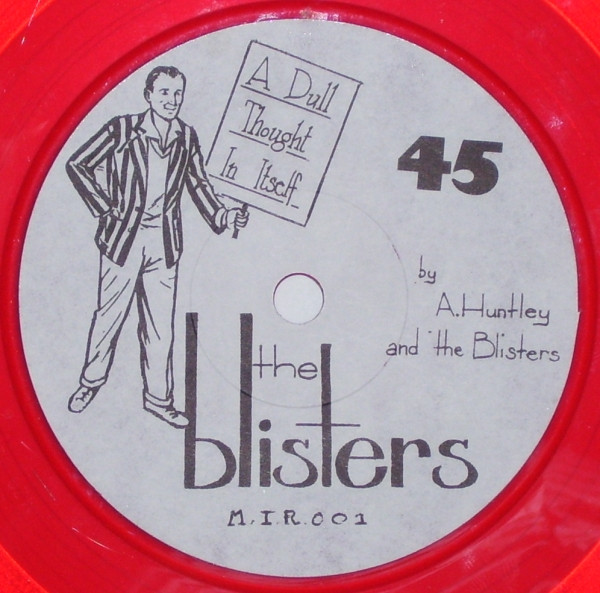 A Dull
Thought
In Itself
45
by
A. Huntley
and the Blisters
the
blisters
M.I.R.001